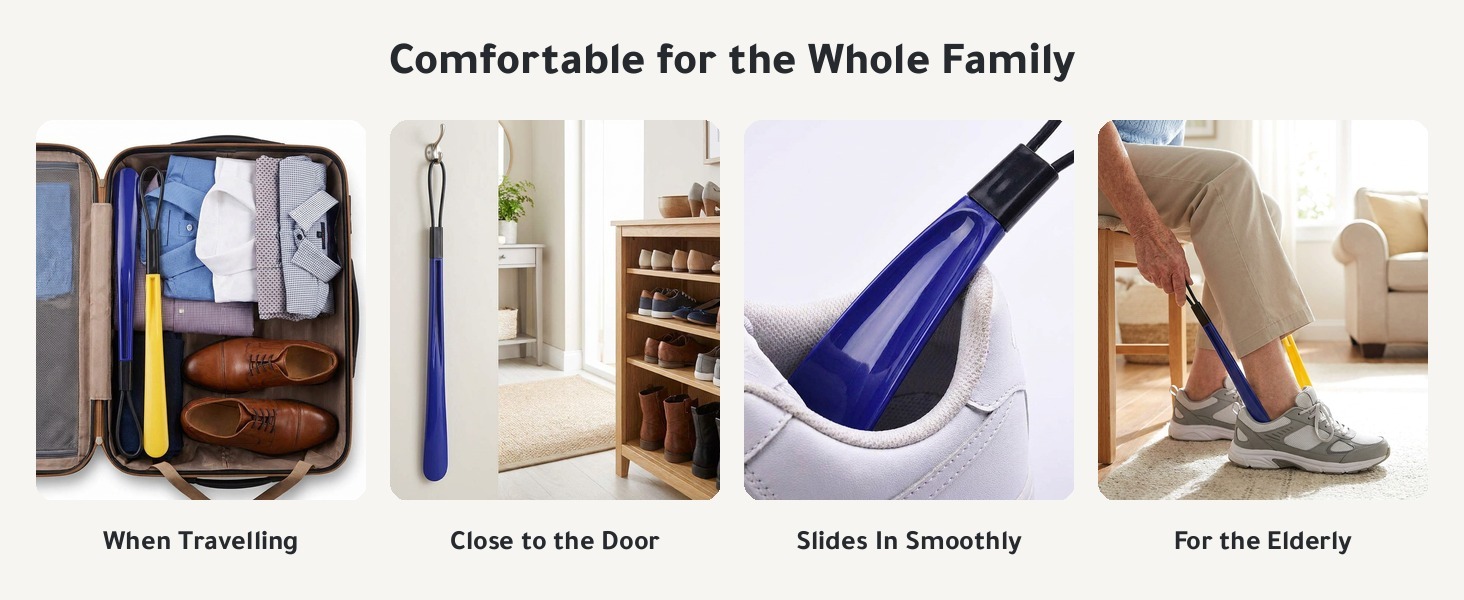 Comfortable for the Whole Family
When Travelling
Close to the Door
Slides In Smoothly
For the Elderly